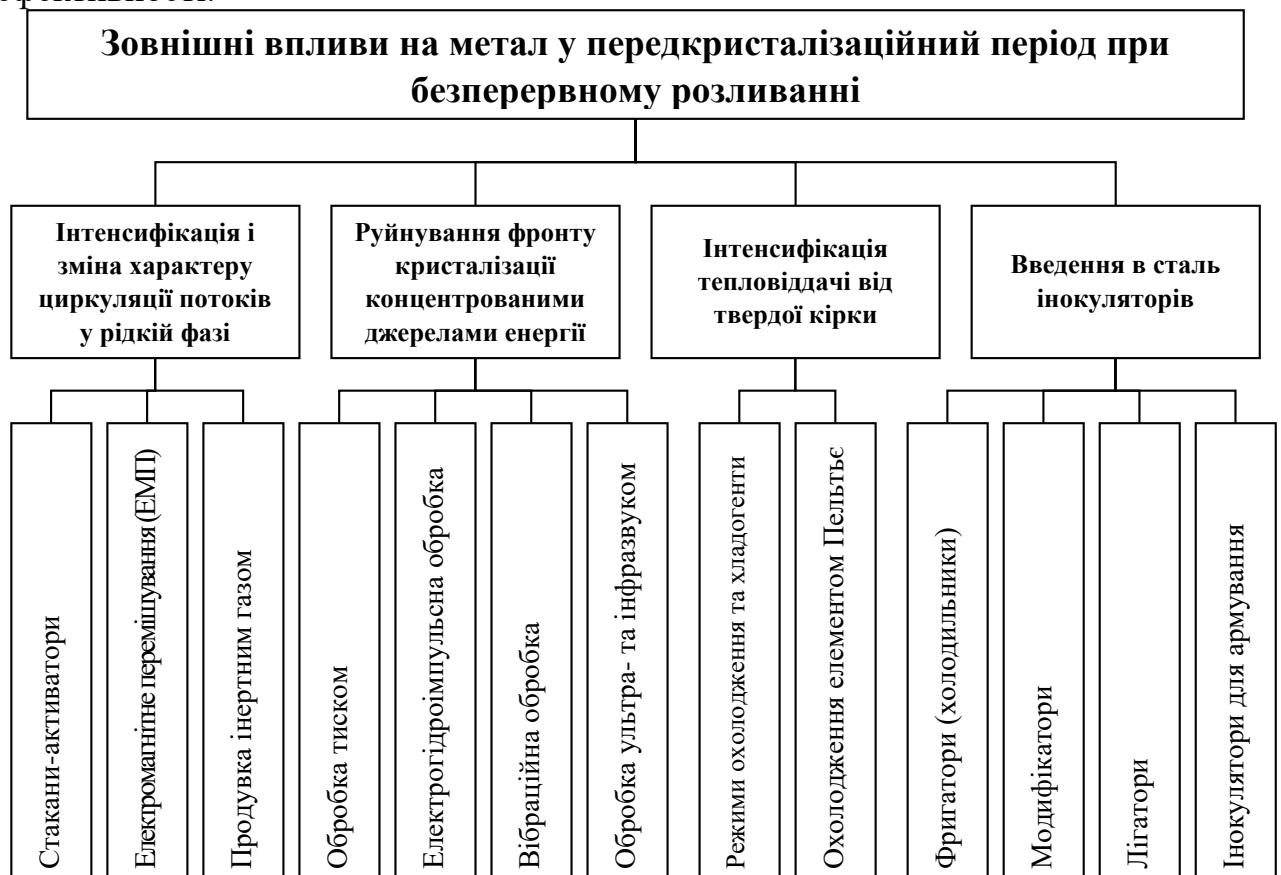 Зовнішні впливи на метал у передкристалізаційний період при
безперервному розливанні
Інтенсифікація і
зміна характеру
циркуляції потоків
у рідкій фазі
Руйнування фронту
кристалізації
концентрованими
джерелами енергії
Інтенсифікація
тепловіддачі від
твердої кірки
Введення в сталь
інокуляторів
Стакани-активатори
Електромагнітне перемішування (ЕМП)
Продувка інертним газом
Обробка тиском
Електрогідроімпульсна обробка
Вібраційна обробка
Обробка ультра- та інфразвуком
Режими охолодження та хладогенти
Охолодження елементом Пельтьє
Фригатори (холодильники)
Модифікатори
Лігатори
Інокулятори для армування